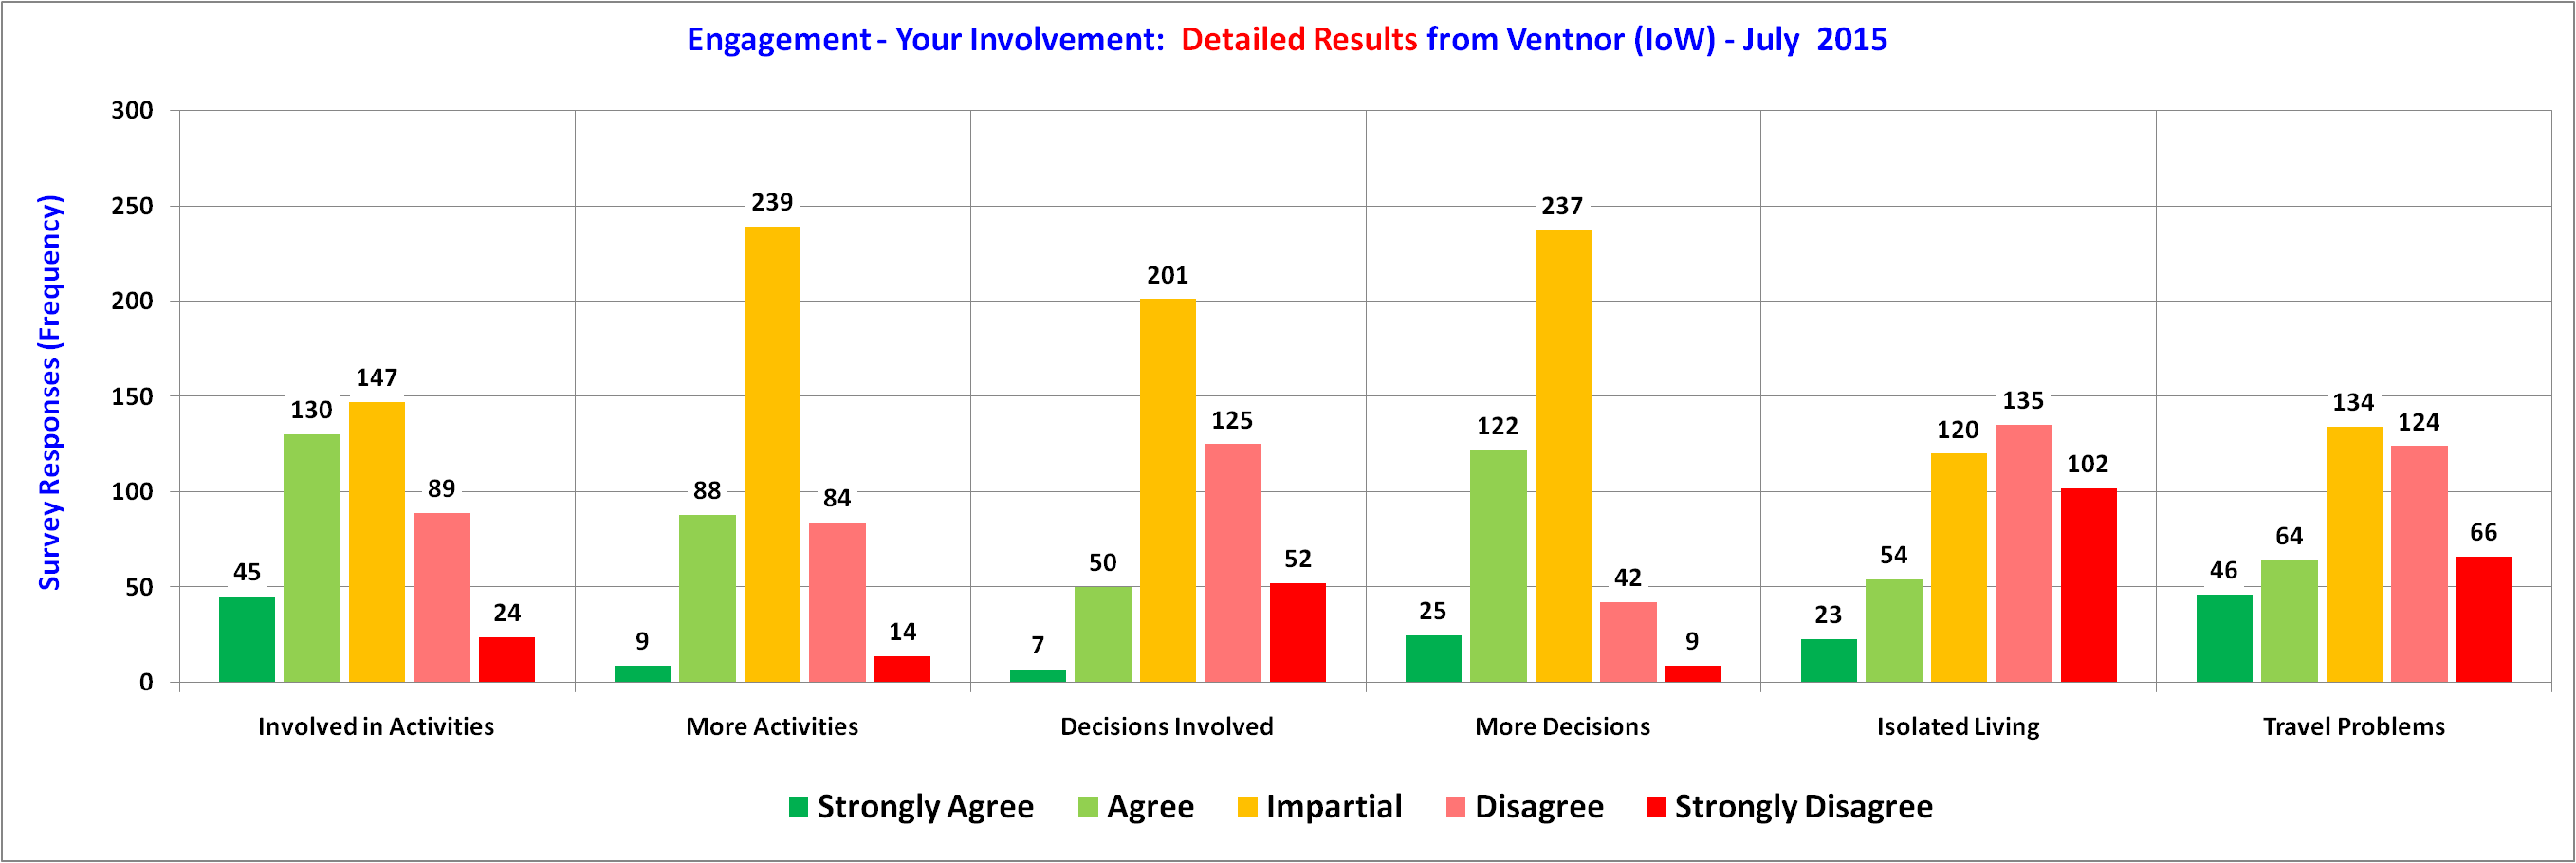 Engagement - Your Involvement: Detailed Results from Ventnor (IoW) - July 2015
Survey Responses (Frequency)
300
250
200
150
100
50
0
45 130 147 89 24
9 88 239 84 14
7 50 201 125 52
25 122 237 42 9
23 54 120 135 102
46 64 134 124 66
Involved in Activities More Activities Decisions Involved More Decisions Isolated Living Travel Problems
Strongly Agree Agree Impartial Disagree Strongly Disagree